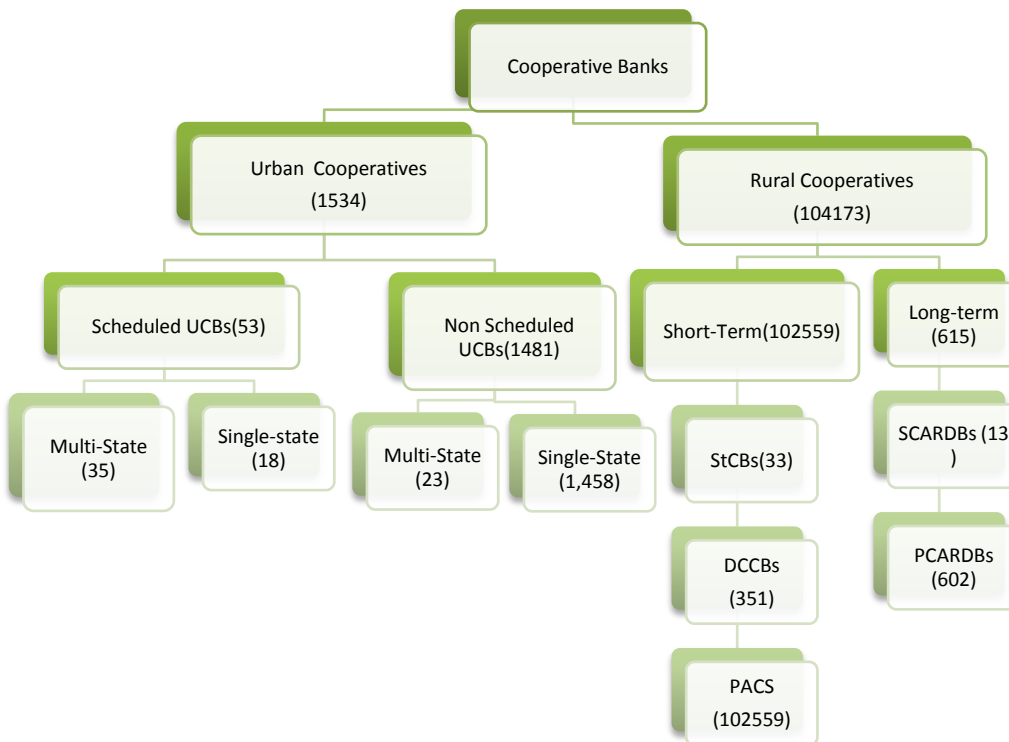 Cooperative Banks
Urban Cooperatives
(1534)
Rural Cooperatives
(104173)
Scheduled UCBs(53)
Non Scheduled
UCBs(1481)
Short-Term(102559)
Long-term
(615)
Multi-State
(35)
Single-state
(18)
Multi-State
(23)
Single-State
(1,458)
StCBs(33)
SCARDBs (13
)
DCCBs
(351)
PCARDBs
(602)
PACS
(102559)